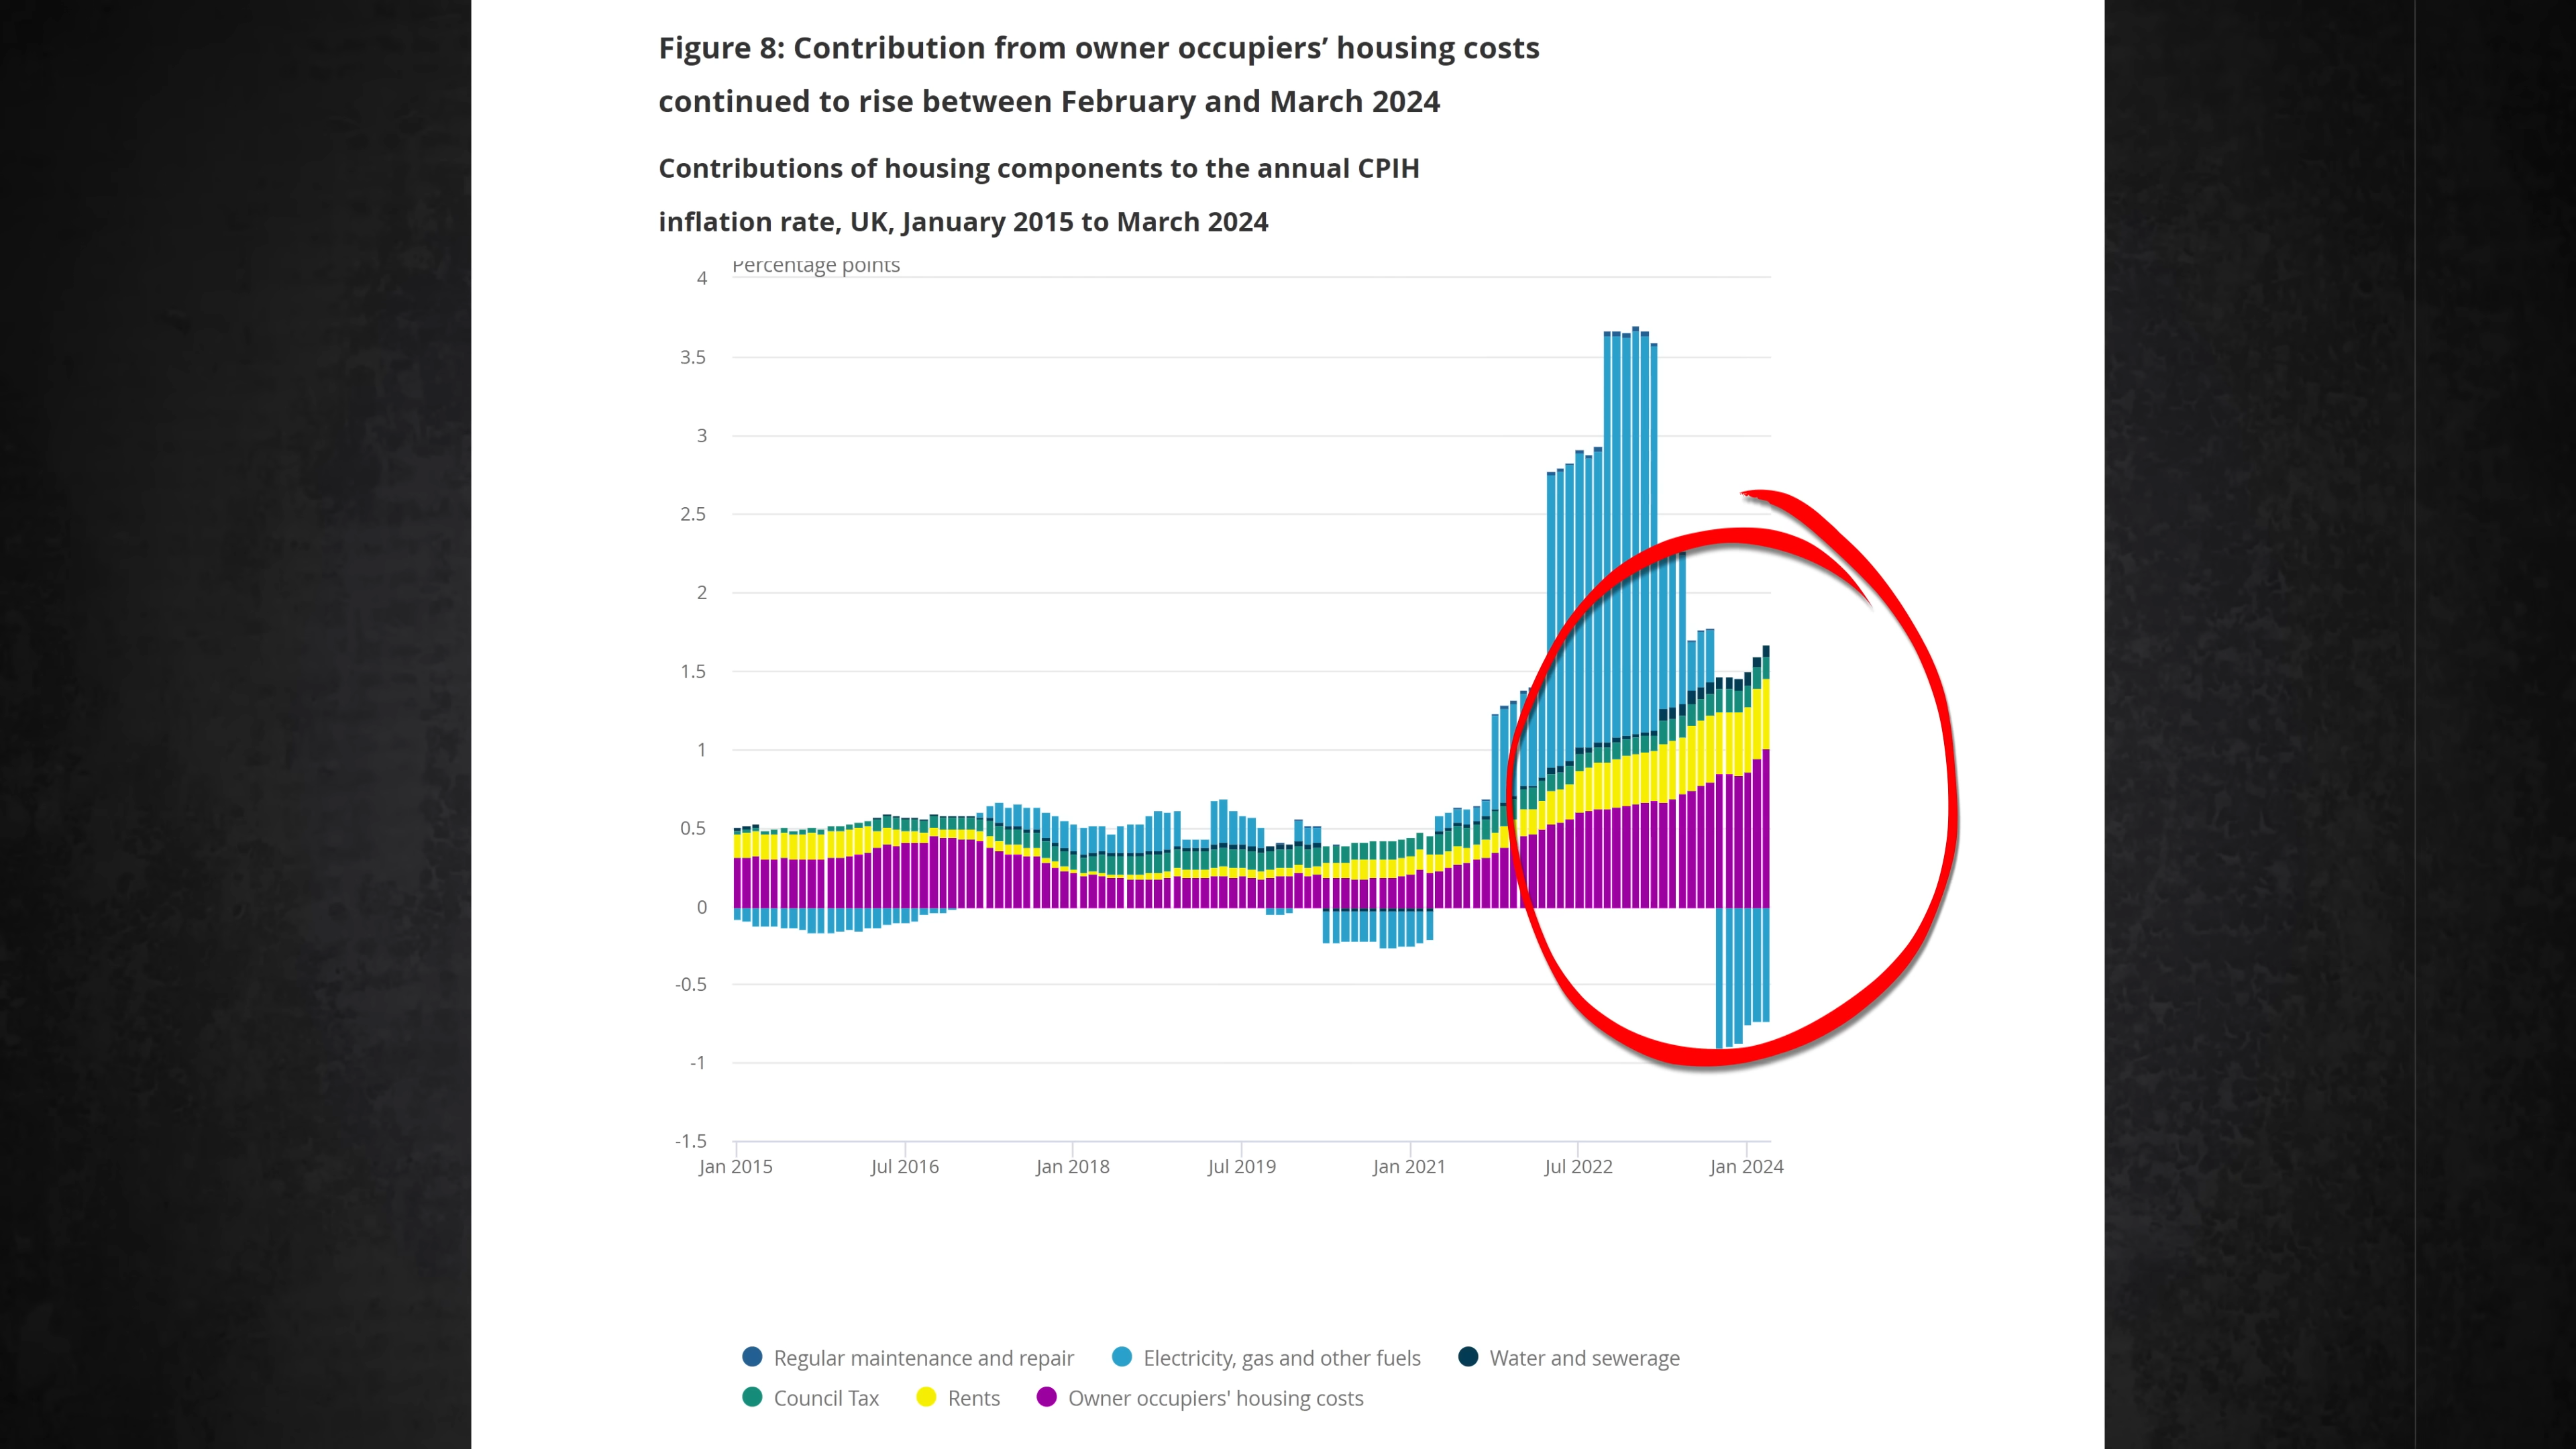 Figure 8: Contribution from owner occupiers’ housing costs
continued to rise between February and March 2024
Contributions of housing components to the annual CPIH
inflation rate, UK, January 2015 to March 2024
Percentage points
4
3.5
3
2.5
2
1.5
1
0.5
0
-0.5
-1
-1.5
Jan 2015 Jul 2016 Jan 2018 Jul 2019 Jan 2021 Jul 2022 Jan 2024
Regular maintenance and repair Electricity, gas and other fuels Water and sewerage
Council Tax Rents Owner occupiers' housing costs